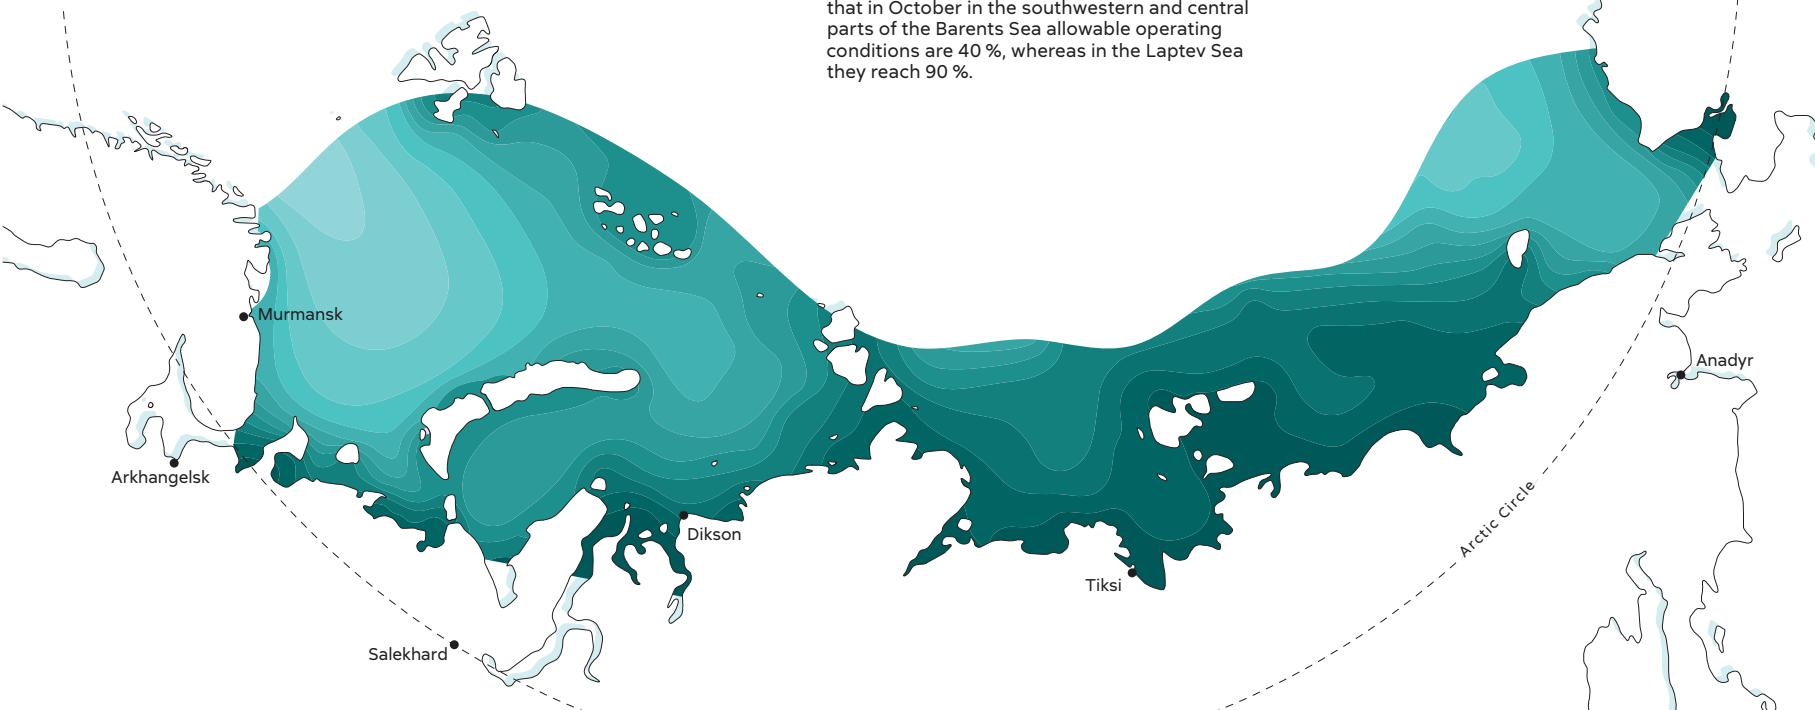 that in October in the southwestern and central
parts of the Barents Sea allowable operating
conditions are 40 %, whereas in the Laptev Sea
they reach 90 %.
Murmansk
Anadyr
Arkhangelsk
Arctic Circle
Dikson
Tiksi
Salekhard